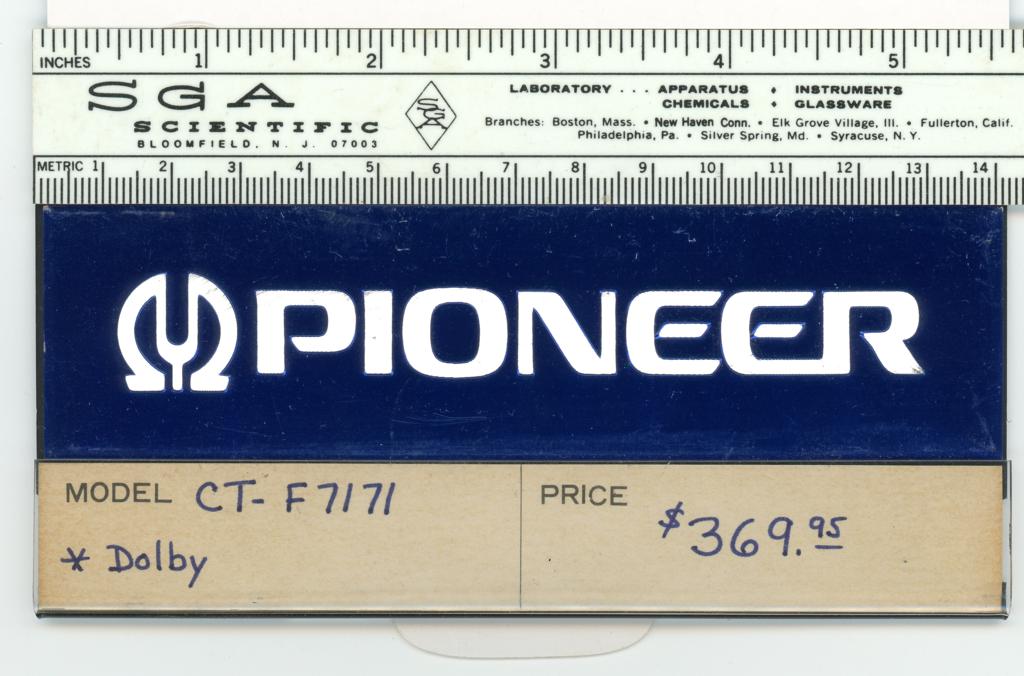 INCHES 1 2 3 4 5
SGA
SCIENTIFIC
BLOOMFIELD, N. J. 07003
SGA
LABORATORY . . . APPARATUS ♦ INSTRUMENTS
CHEMICALS ♦ GLASSWARE
Branches: Boston, Mass. • New Haven Conn. • Elk Grove Village, Ill. • Fullerton, Calif.
Philadelphia, Pa. • Silver Spring, Md. • Syracuse, N. Y.
METRIC 1 2 3 4 5 6 7 8 9 10 11 12 13 14
PIONEER
MODEL CT-F7171
* Dolby
PRICE
$369.95